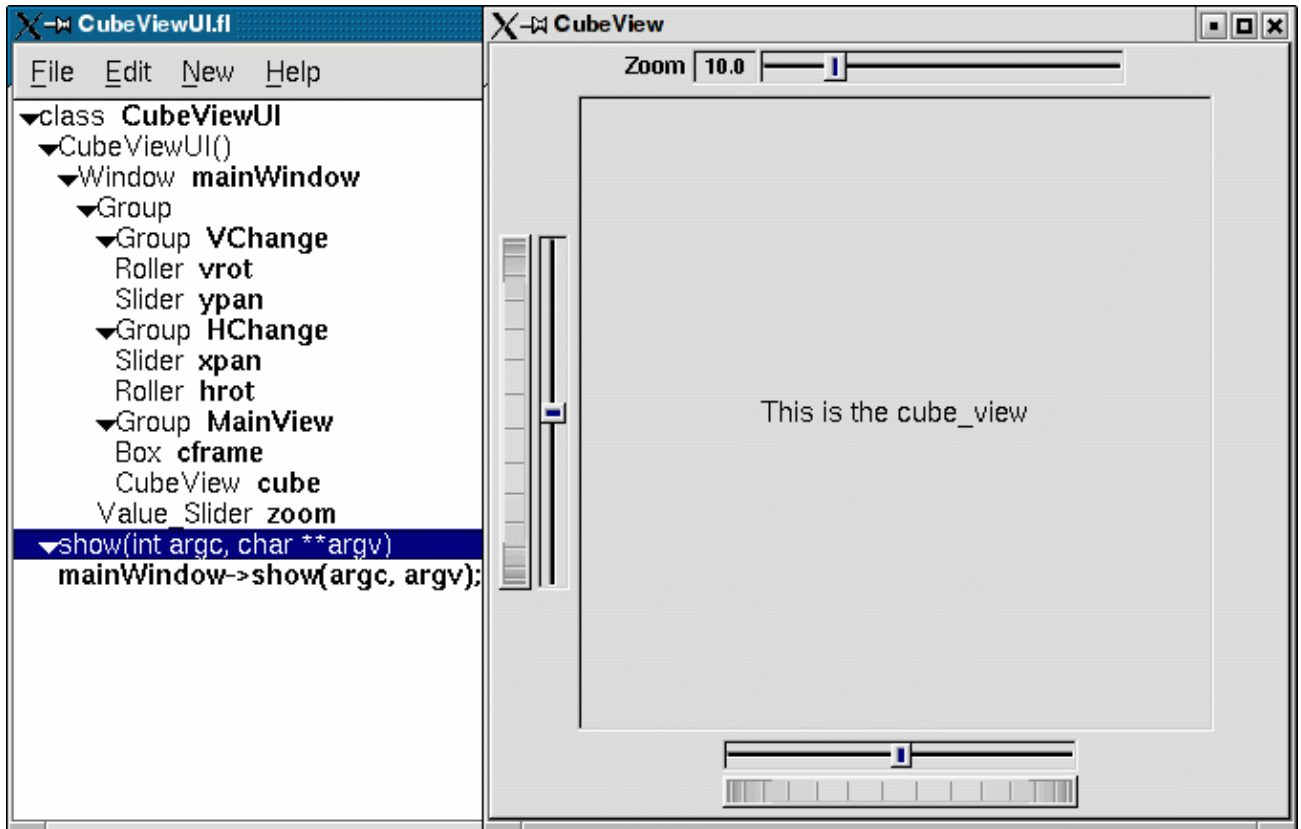 CubeViewUI.fl
File Edit New Help
class CubeViewUI
CubeViewUI()
Window mainWindow
Group
Group VChange
Roller vrot
Slider ypan
Group HChange
Slider xpan
Roller hrot
Group MainView
Box cframe
CubeView cube
Value_Slider zoom
show(int argc, char **argv)
mainWindow->show(argc, argv);
CubeView
Zoom 10.0
This is the cube_view